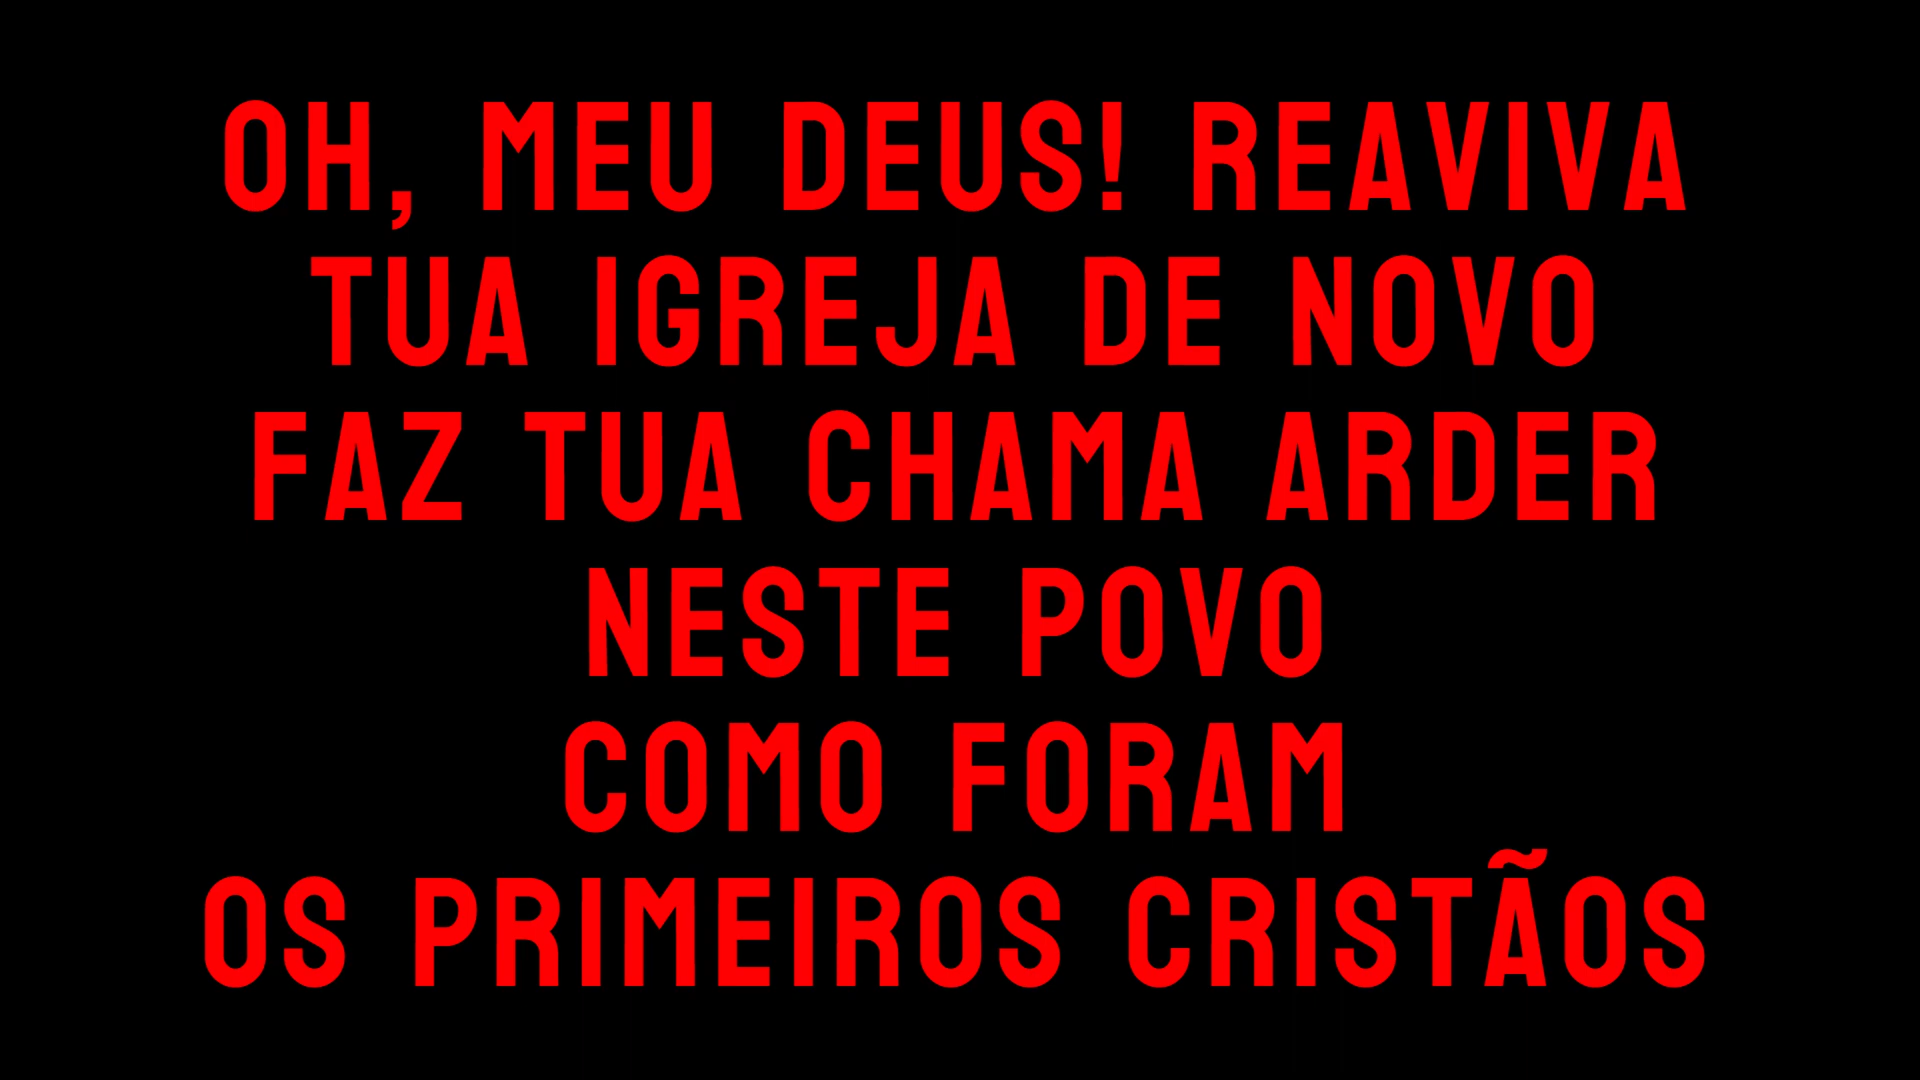 OH, MEU DEUS! REAVIVA
TUA IGREJA DE NOVO
FAZ TUA CHAMA ARDER
NESTE POVO
COMO FORAM
OS PRIMEIROS CRISTÃOS